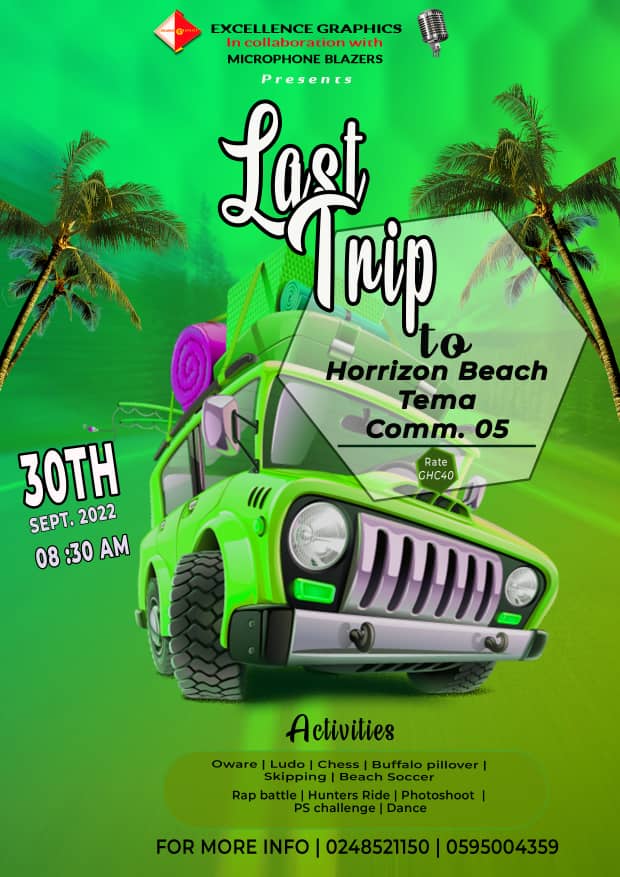 EXCELLENCE GRAPHICS
In collaboration with
MICROPHONE BLAZERS
Presents
Last
Trip
to
Horrizon Beach
Tema
Comm. 05
Rate
GHC40
30TH
SEPT. 2022
08 :30 AM
Activities
Oware | Ludo | Chess | Buffalo pillover |
Skipping | Beach Soccer
Rap battle | Hunters Ride | Photoshoot |
PS challenge | Dance
FOR MORE INFO | 0248521150 | 0595004359